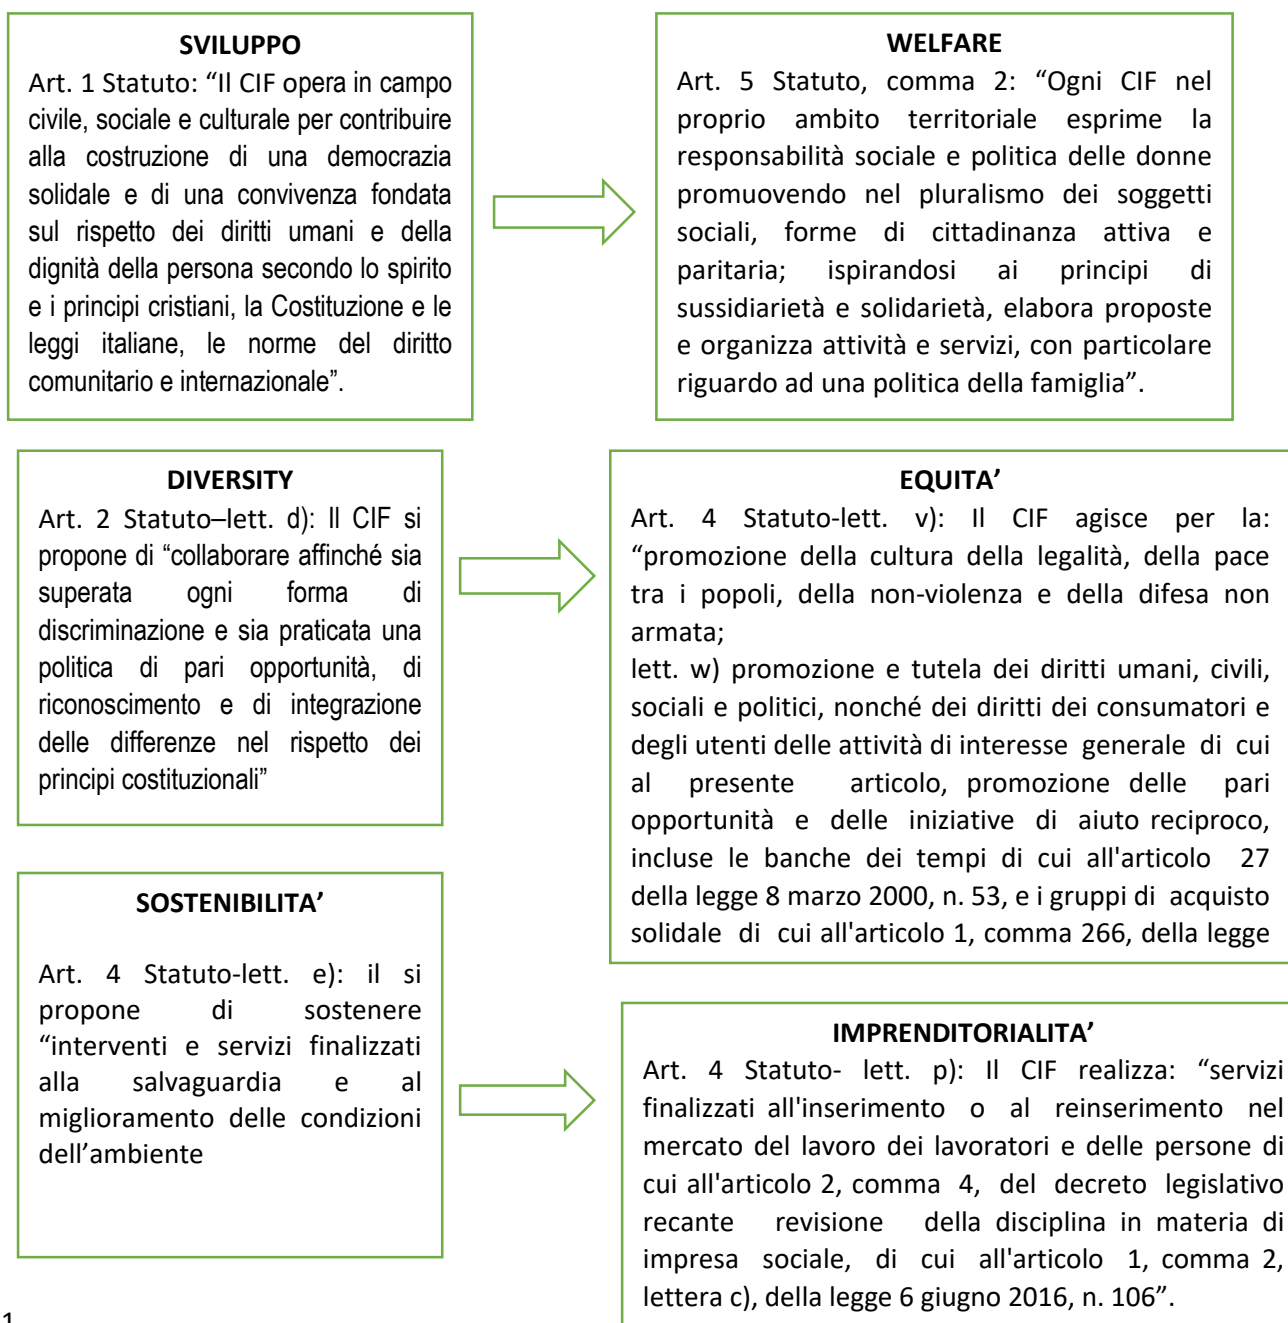 SVILUPPO
Art. 1 Statuto: “Il CIF opera in campo
civile, sociale e culturale per contribuire
alla costruzione di una democrazia
solidale e di una convivenza fondata
sul rispetto dei diritti umani e della
dignità della persona secondo lo spirito
e i principi cristiani, la Costituzione e le
leggi italiane, le norme del diritto
comunitario e internazionale”.
WELFARE
Art. 5 Statuto, comma 2: “Ogni CIF nel
proprio ambito territoriale esprime la
responsabilità sociale e politica delle donne
promuovendo nel pluralismo dei soggetti
sociali, forme di cittadinanza attiva e
paritaria; ispirandosi ai principi di
sussidiarietà e solidarietà, elabora proposte
e organizza attività e servizi, con particolare
riguardo ad una politica della famiglia”.
DIVERSITY
Art. 2 Statuto–lett. d): Il CIF si
propone di “collaborare affinché sia
superata ogni forma di
discriminazione e sia praticata una
politica di pari opportunità, di
riconoscimento e di integrazione
delle differenze nel rispetto dei
principi costituzionali”
EQUITA’
Art. 4 Statuto-lett. v): Il CIF agisce per la:
“promozione della cultura della legalità, della pace
tra i popoli, della non-violenza e della difesa non
armata;
lett. w) promozione e tutela dei diritti umani, civili,
sociali e politici, nonché dei diritti dei consumatori e
degli utenti delle attività di interesse generale di cui
al presente articolo, promozione delle pari
opportunità e delle iniziative di aiuto reciproco,
incluse le banche dei tempi di cui all'articolo 27
della legge 8 marzo 2000, n. 53, e i gruppi di acquisto
solidale di cui all'articolo 1, comma 266, della legge
SOSTENIBILITA’
Art. 4 Statuto-lett. e): il si
propone di sostenere
“interventi e servizi finalizzati
alla salvaguardia e al
miglioramento delle condizioni
dell’ambiente
IMPRENDITORIALITA’
Art. 4 Statuto- lett. p): Il CIF realizza: “servizi
finalizzati all'inserimento o al reinserimento nel
mercato del lavoro dei lavoratori e delle persone di
cui all'articolo 2, comma 4, del decreto legislativo
recante revisione della disciplina in materia di
impresa sociale, di cui all'articolo 1, comma 2,
lettera c), della legge 6 giugno 2016, n. 106”.
1